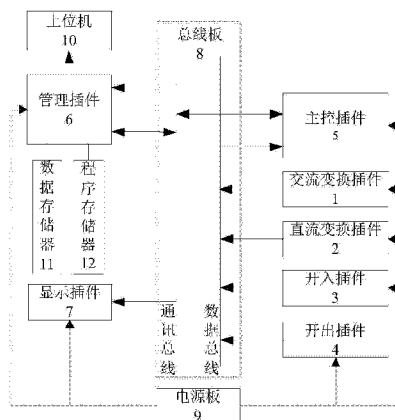 上位机
10
总线板
8
管理插件
6
主控插件
5
数据存储器
11
程序存储器
12
交流变换插件
1
直流变换插件
2
显示插件
7
开入插件
3
通讯总线
数据总线
开出插件
4
电源板
9